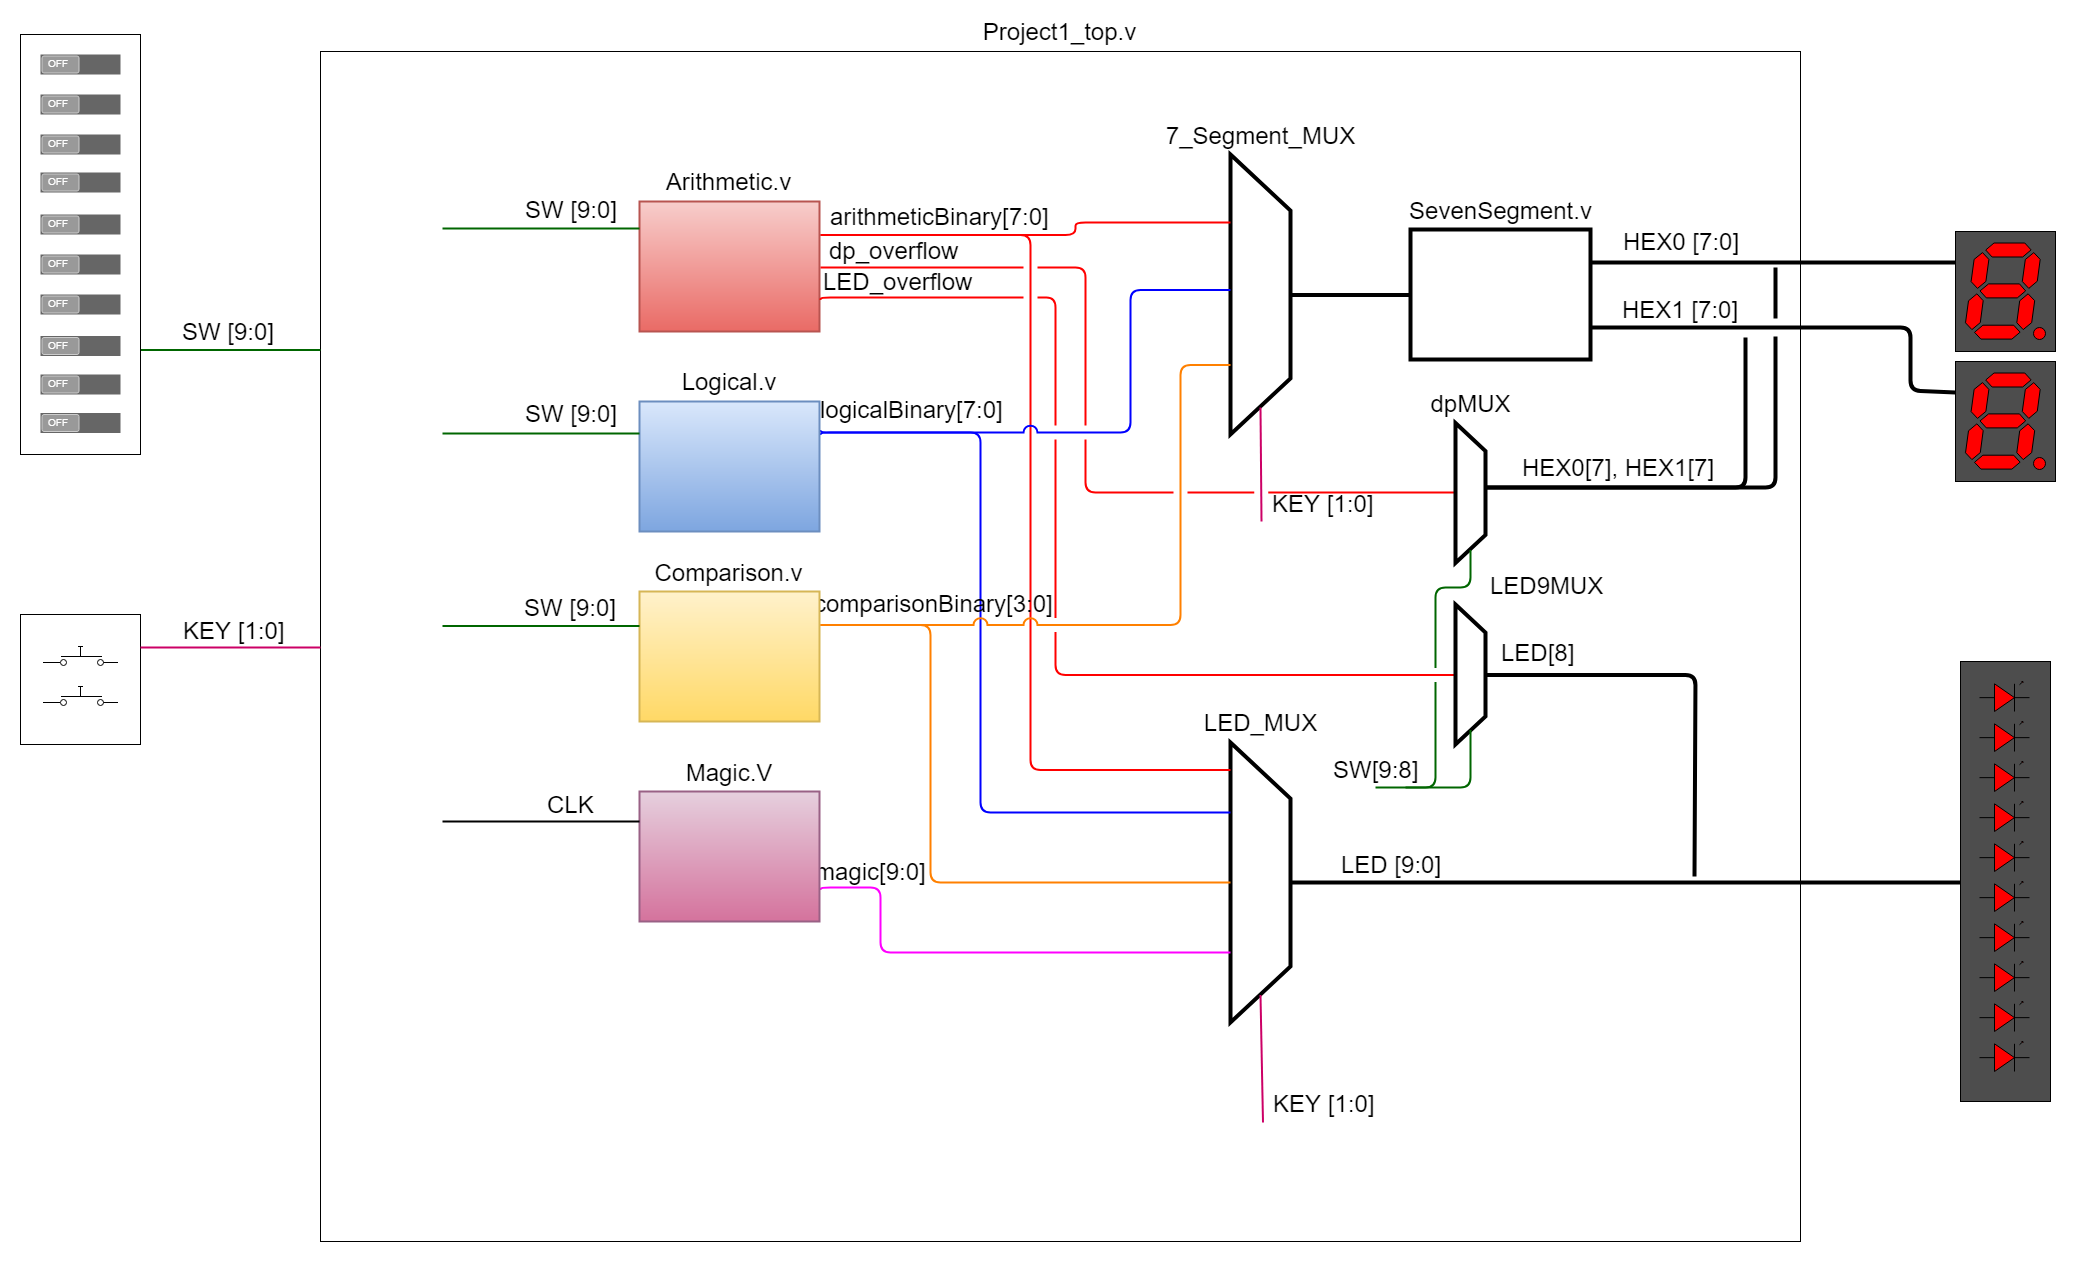 Project1_top.v
OFF
OFF
OFF
OFF
OFF
OFF
OFF
OFF
OFF
OFF
SW [9:0]
KEY [1:0]
Arithmetic.v
SW [9:0]
arithmeticBinary[7:0]
dp_overflow
LED_overflow
Logical.v
SW [9:0]
logicalBinary[7:0]
Comparison.v
SW [9:0]
comparisonBinary[3:0]
Magic.V
CLK
magic[9:0]
7_Segment_MUX
KEY [1:0]
SevenSegment.v
HEX0 [7:0]
HEX1 [7:0]
dpMUX
HEX0[7], HEX1[7]
LED9MUX
LED[8]
SW[9:8]
LED_MUX
LED [9:0]
KEY [1:0]